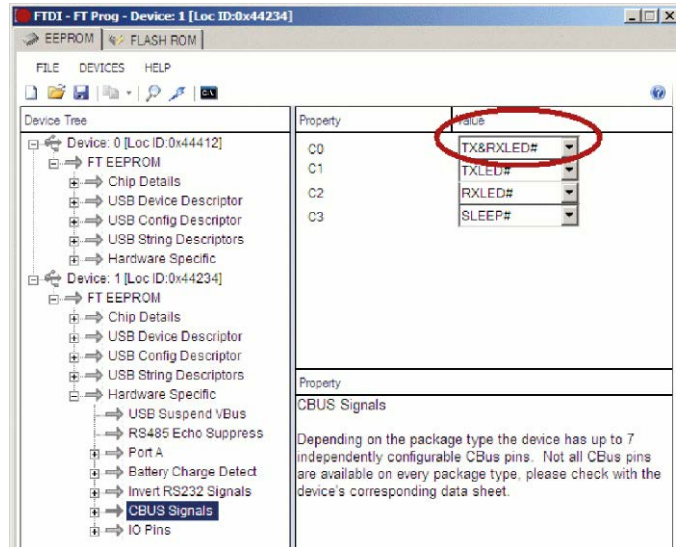 FTDI - FT Prog - Device: 1 [Loc ID:0x44234]
EEPROM FLASH ROM
FILE DEVICES HELP
Device Tree
Device: 0 [Loc ID:0x44412]
FT EEPROM
Chip Details
USB Device Descriptor
USB Config Descriptor
USB String Descriptors
Hardware Specific
Device: 1 [Loc ID:0x44234]
FT EEPROM
Chip Details
USB Device Descriptor
USB Config Descriptor
USB String Descriptors
Hardware Specific
USB Suspend VBus
RS485 Echo Suppress
Port A
Battery Charge Detect
Invert RS232 Signals
CBUS Signals
IO Pins
Property Value
C0 TX&RXLED#
C1 TXLED#
C2 RXLED#
C3 SLEEP#
Property
CBUS Signals
Depending on the package type the device has up to 7
independently configurable CBus pins. Not all CBus pins
are available on every package type, please check with the
device's corresponding data sheet.